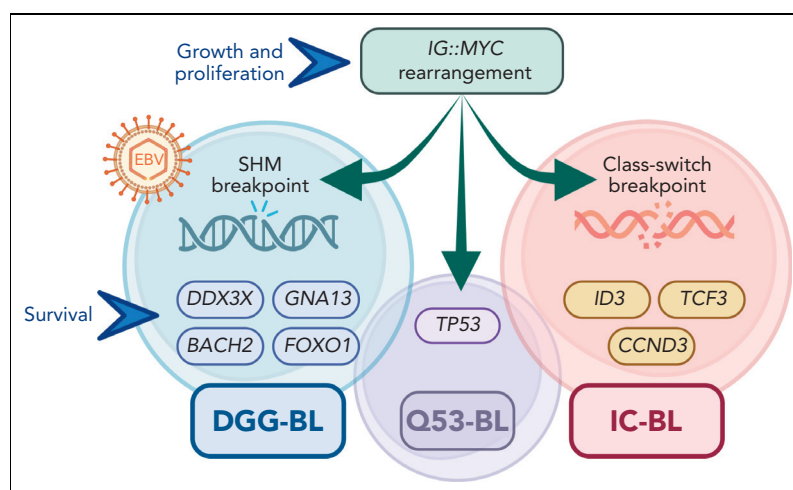 Growth and
proliferation
IG::MYC
rearrangement
EBV
SHM
breakpoint
Class-switch
breakpoint
Survival
DDX3X
GNA13
BACH2
FOXO1
TP53
ID3
TCF3
CCND3
DGG-BL
Q53-BL
IC-BL